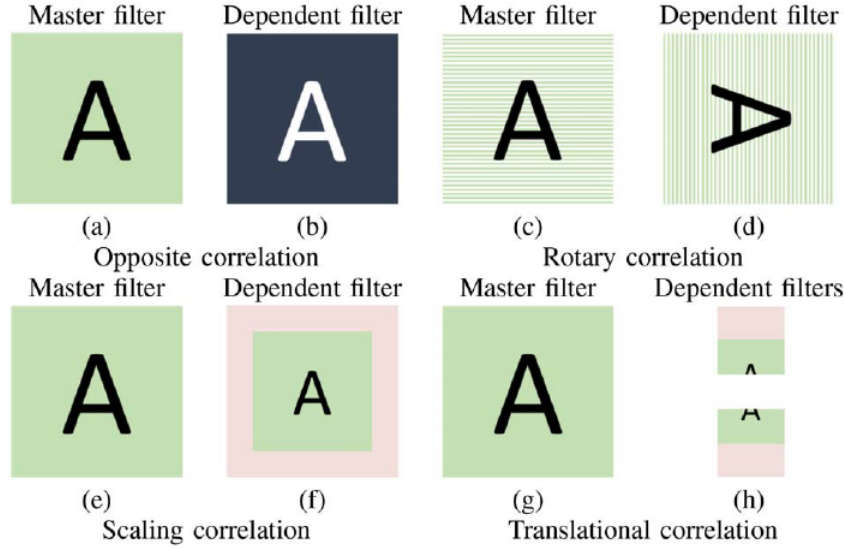 Master filter Dependent filter Master filter Dependent filter
A A A A
(a) (b) (c) (d)
Opposite correlation Rotary correlation
Master filter Dependent filter Master filter Dependent filters
A A A A
A
(e) (f) (g) (h)
Scaling correlation Translational correlation